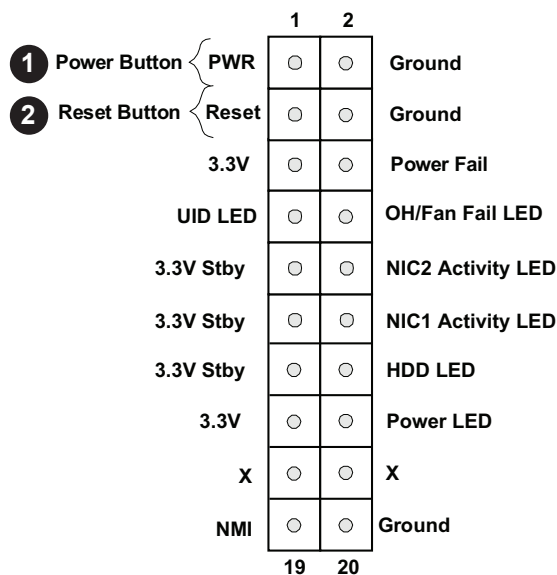 1 2
1 Power Button PWR Ground
2 Reset Button Reset Ground
3.3V Power Fail
UID LED OH/Fan Fail LED
3.3V Stby NIC2 Activity LED
3.3V Stby NIC1 Activity LED
3.3V Stby HDD LED
3.3V Power LED
X X
NMI Ground
19 20